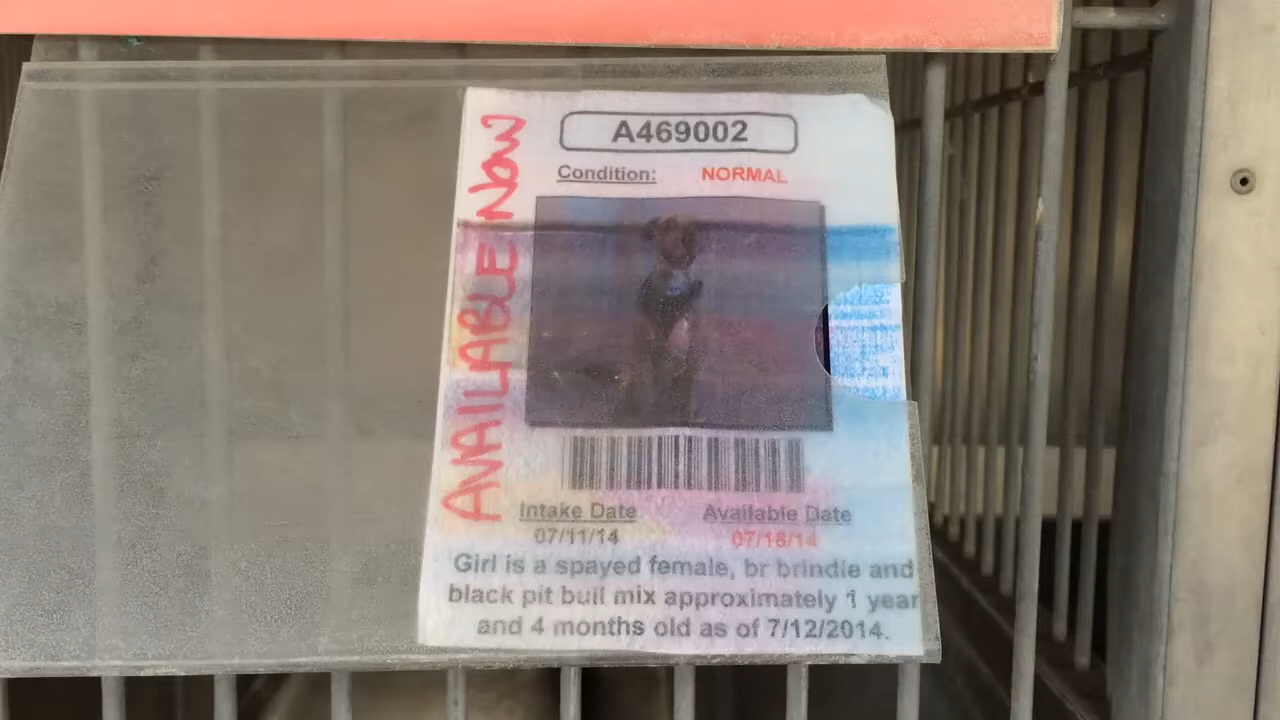 A469002
Condition: NORMAL
AVAILABLE NOW
Intake Date Available Date
07/11/14 07/18/14
Girl is a spayed female, br brindle and
black pit bull mix approximately 1 year
and 4 months old as of 7/12/2014.